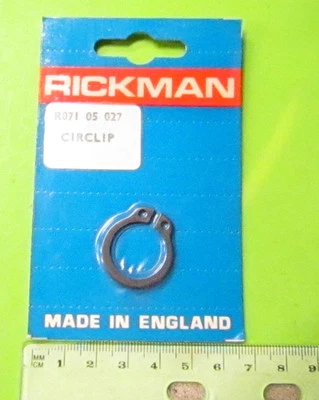 RICKMAN
R071 05 027
CIRCLIP
MADE IN ENGLAND
MM
CM 1 2 3 4 5 6 7 8 9